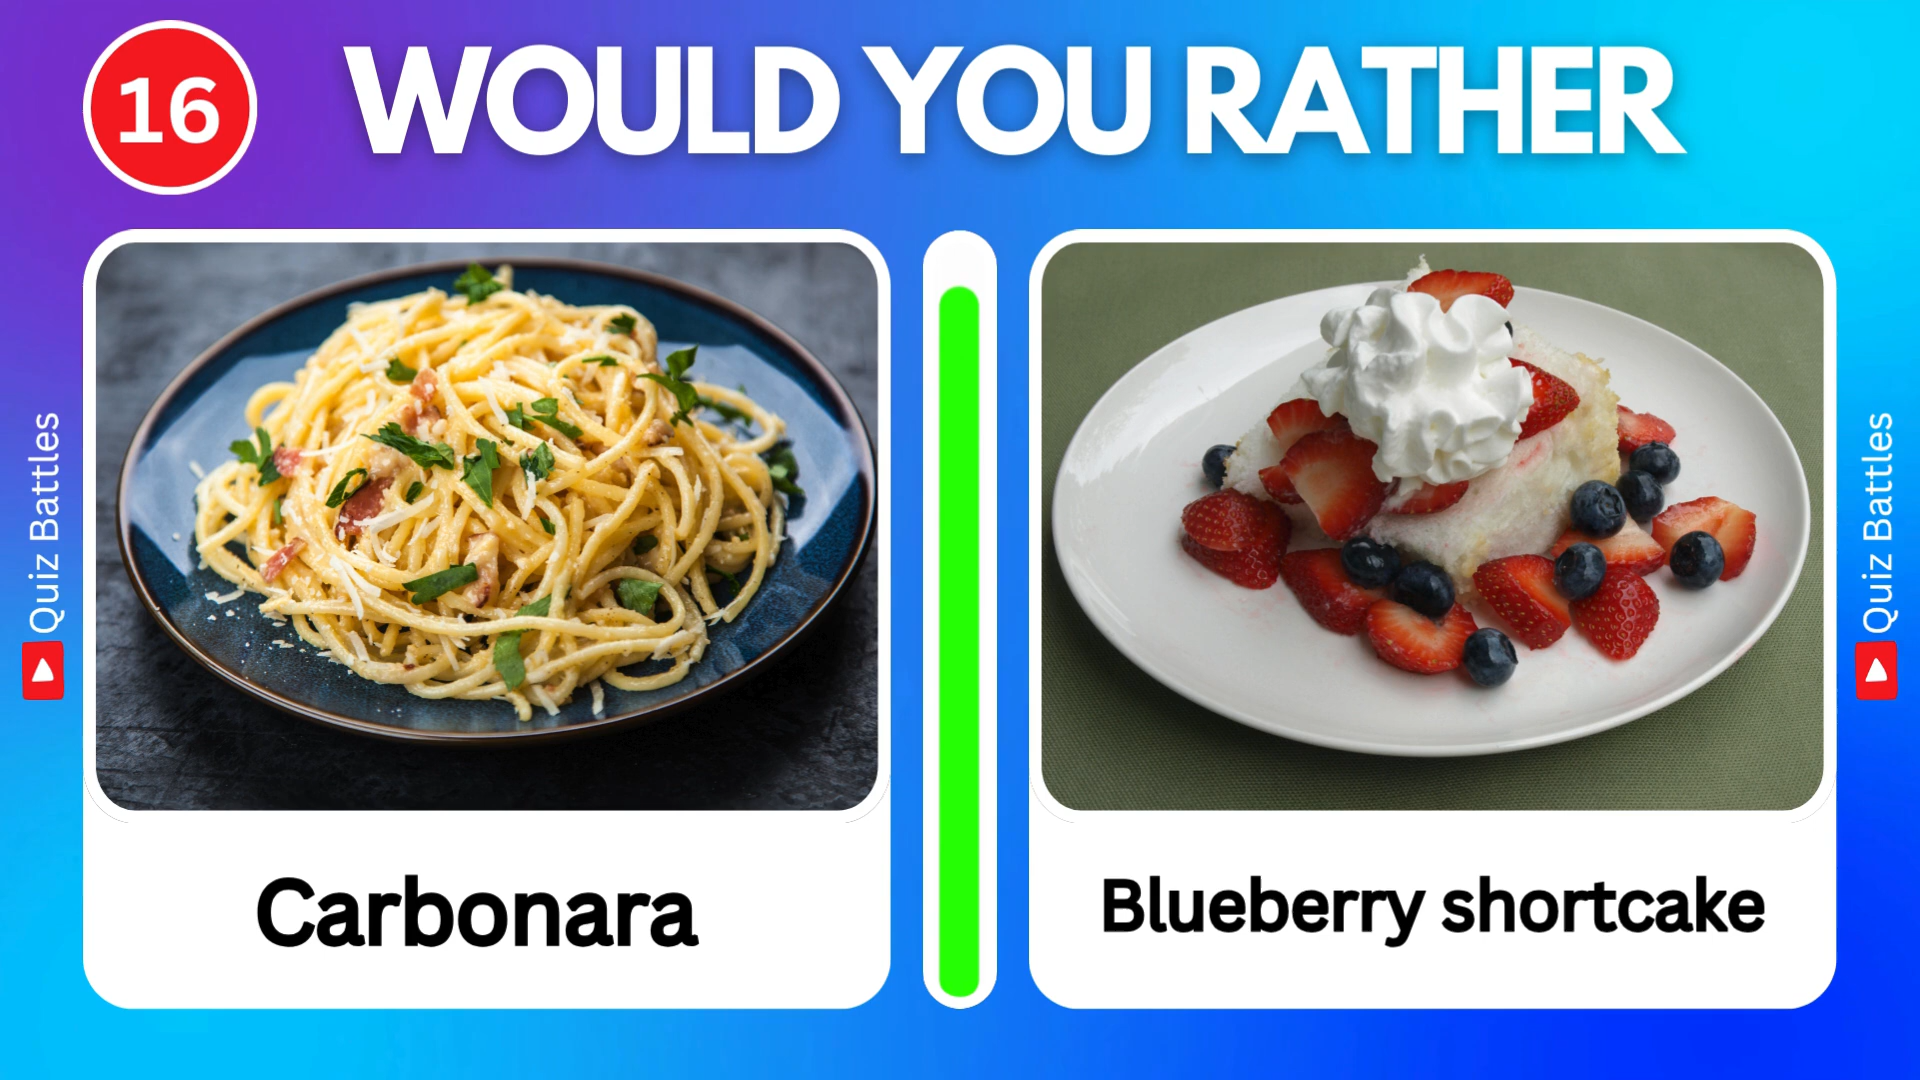 16
WOULD YOU RATHER
Quiz Battles
Quiz Battles
Carbonara
Blueberry shortcake